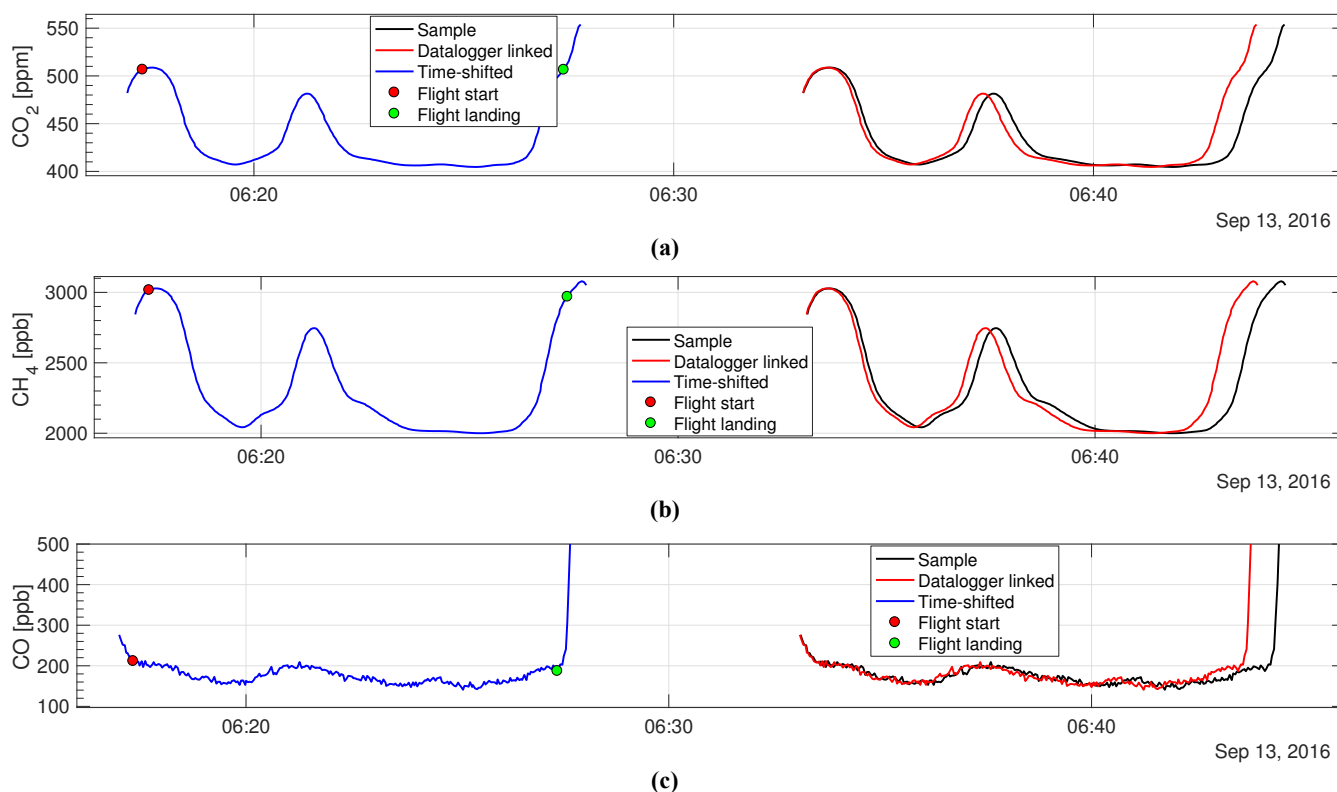 550
500
450
400
CO2 [ppm]
Sample
Datalogger linked
Time-shifted
Flight start
Flight landing
06:20 06:30 06:40
Sep 13, 2016
(a)
3000
2500
2000
CH4 [ppb]
Sample
Datalogger linked
Time-shifted
Flight start
Flight landing
06:20 06:30 06:40
Sep 13, 2016
(b)
500
400
300
200
100
CO [ppb]
Sample
Datalogger linked
Time-shifted
Flight start
Flight landing
06:20 06:30 06:40
Sep 13, 2016
(c)